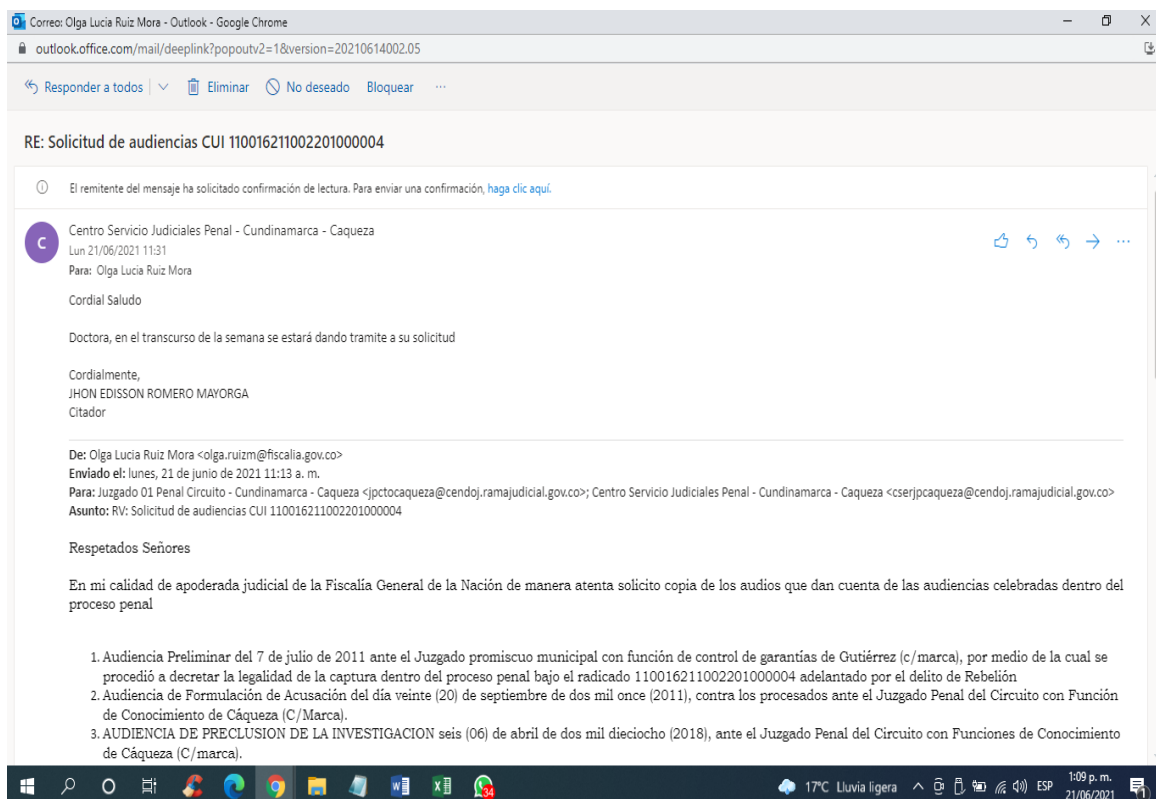 Correo: Olga Lucia Ruiz Mora - Outlook - Google Chrome
outlook.office.com/mail/deeplink?popoutv2=1&version=20210614002.05
Responder a todos Eliminar No deseado Bloquear ...
RE: Solicitud de audiencias CUI 110016211002201000004
El remitente del mensaje ha solicitado confirmación de lectura. Para enviar una confirmación, haga clic aquí.
C
Centro Servicio Judiciales Penal - Cundinamarca - Caqueza
Lun 21/06/2021 11:31
Para: Olga Lucia Ruiz Mora
Cordial Saludo
Doctora, en el transcurso de la semana se estará dando tramite a su solicitud
Cordialmente,
JHON EDISSON ROMERO MAYORGA
Citador
De: Olga Lucia Ruiz Mora <olga.ruizm@fiscalia.gov.co>
Enviado el: lunes, 21 de junio de 2021 11:13 a. m.
Para: Juzgado 01 Penal Circuito - Cundinamarca - Caqueza <jpctocaqueza@cendoj.ramajudicial.gov.co>; Centro Servicio Judiciales Penal - Cundinamarca - Caqueza <cserjpcaqueza@cendoj.ramajudicial.gov.co>
Asunto: RV: Solicitud de audiencias CUI 110016211002201000004
Respetados Señores
En mi calidad de apoderada judicial de la Fiscalía General de la Nación de manera atenta solicito copia de los audios que dan cuenta de las audiencias celebradas dentro del
proceso penal
1. Audiencia Preliminar del 7 de julio de 2011 ante el Juzgado promiscuo municipal con función de control de garantías de Gutiérrez (c/marca), por medio de la cual se
procedió a decretar la legalidad de la captura dentro del proceso penal bajo el radicado 110016211002201000004 adelantado por el delito de Rebelión
2. Audiencia de Formulación de Acusación del día veinte (20) de septiembre de dos mil once (2011), contra los procesados ante el Juzgado Penal del Circuito con Función
de Conocimiento de Cáqueza (C/Marca).
3. AUDIENCIA DE PRECLUSION DE LA INVESTIGACION seis (06) de abril de dos mil dieciocho (2018), ante el Juzgado Penal del Circuito con Funciones de Conocimiento
de Cáqueza (C/marca).
34
17°C Lluvia ligera ESP
1:09 p. m.
21/06/2021
1